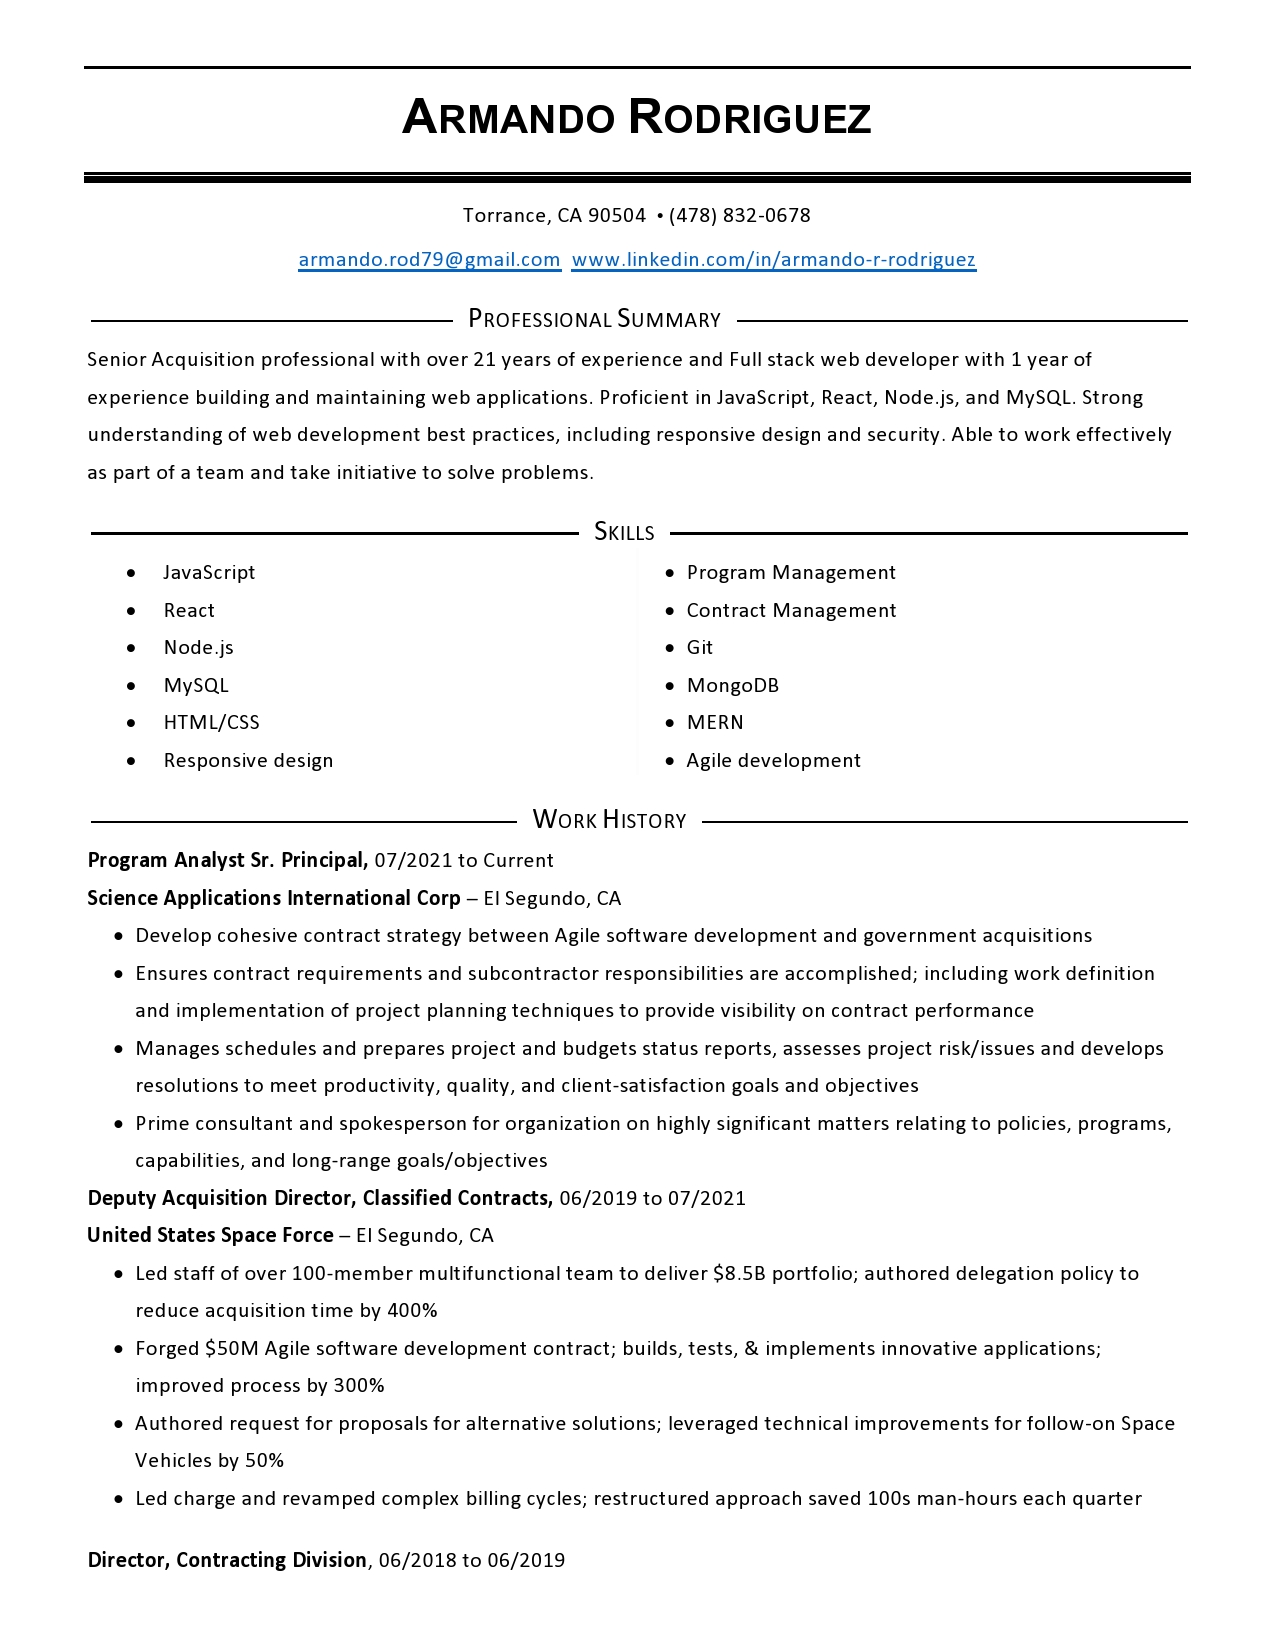 ARMANDO RODRIGUEZ
Torrance, CA 90504 • (478) 832-0678
armando.rod79@gmail.com www.linkedin.com/in/armando-r-rodriguez
PROFESSIONAL SUMMARY
Senior Acquisition professional with over 21 years of experience and Full stack web developer with 1 year of
experience building and maintaining web applications. Proficient in JavaScript, React, Node.js, and MySQL. Strong
understanding of web development best practices, including responsive design and security. Able to work effectively
as part of a team and take initiative to solve problems.
SKILLS
• JavaScript
• React
• Node.js
• MySQL
• HTML/CSS
• Responsive design
• Program Management
• Contract Management
• Git
• MongoDB
• MERN
• Agile development
WORK HISTORY
Program Analyst Sr. Principal, 07/2021 to Current
Science Applications International Corp – El Segundo, CA
• Develop cohesive contract strategy between Agile software development and government acquisitions
• Ensures contract requirements and subcontractor responsibilities are accomplished; including work definition
and implementation of project planning techniques to provide visibility on contract performance
• Manages schedules and prepares project and budgets status reports, assesses project risk/issues and develops
resolutions to meet productivity, quality, and client-satisfaction goals and objectives
• Prime consultant and spokesperson for organization on highly significant matters relating to policies, programs,
capabilities, and long-range goals/objectives
Deputy Acquisition Director, Classified Contracts, 06/2019 to 07/2021
United States Space Force – El Segundo, CA
• Led staff of over 100-member multifunctional team to deliver $8.5B portfolio; authored delegation policy to
reduce acquisition time by 400%
• Forged $50M Agile software development contract; builds, tests, & implements innovative applications;
improved process by 300%
• Authored request for proposals for alternative solutions; leveraged technical improvements for follow-on Space
Vehicles by 50%
• Led charge and revamped complex billing cycles; restructured approach saved 100s man-hours each quarter
Director, Contracting Division, 06/2018 to 06/2019